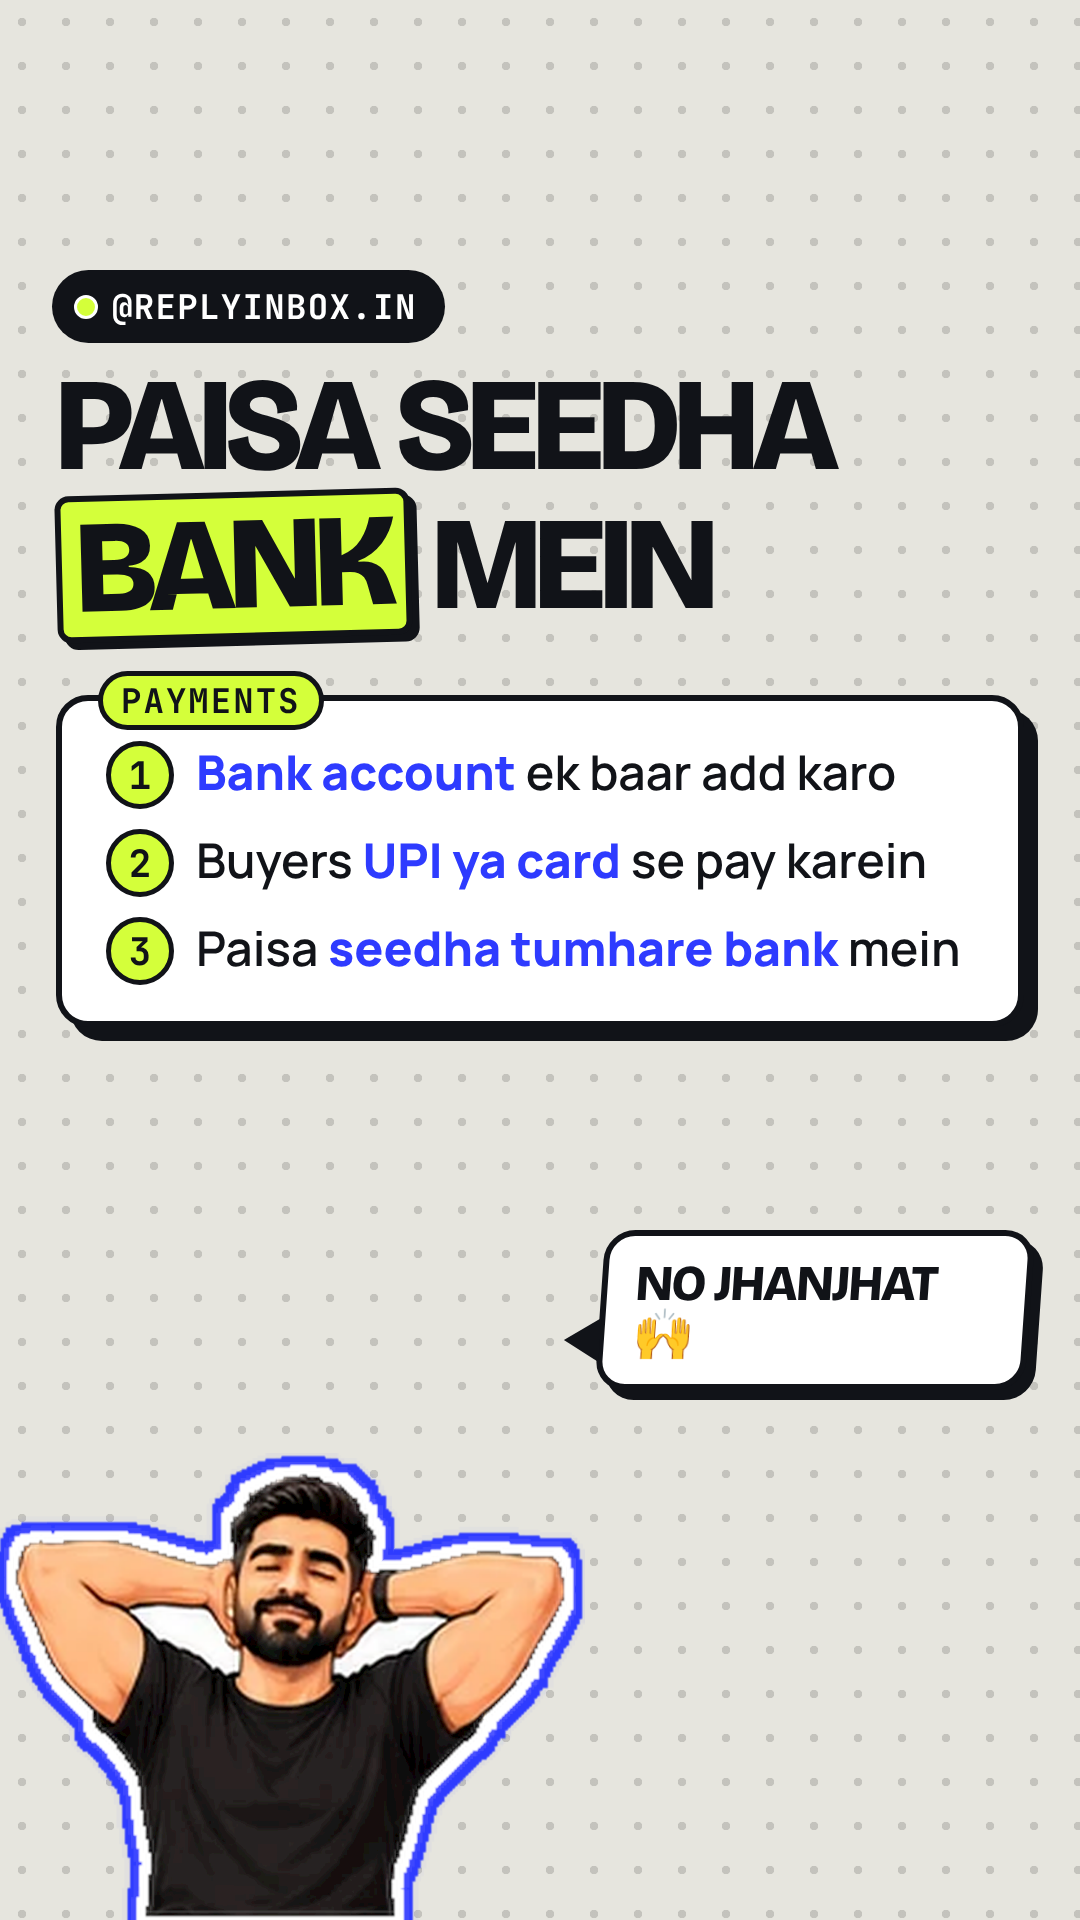 @REPLYINBOX.IN
PAISA SEEDHA
BANK MEIN
PAYMENTS
1 Bank account ek baar add karo
2 Buyers UPI ya card se pay karein
3 Paisa seedha tumhare bank mein
NO JHANJHAT
🙌